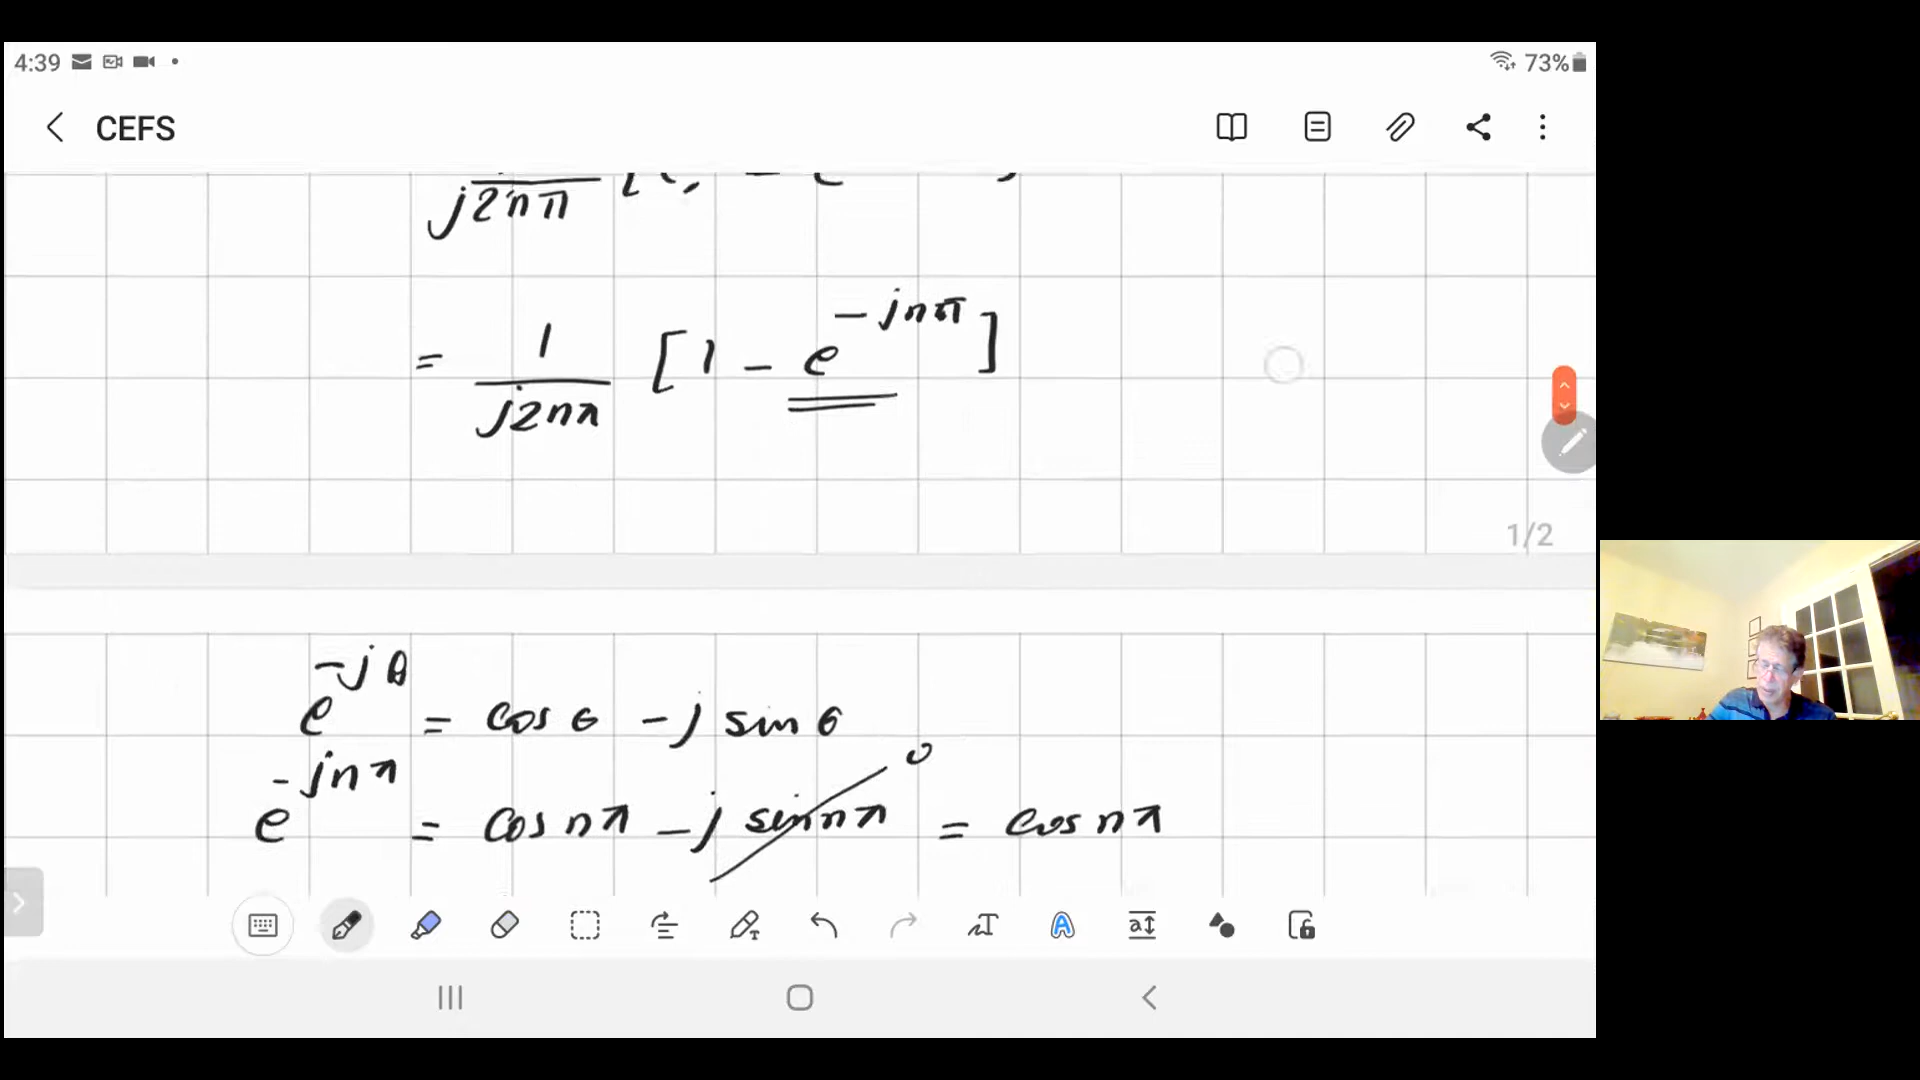 4:39 73%
CEFS
j2nπ
= 1/j2nπ [1 - e^{-jnπ}]
1/2
e^{-jθ} = cos θ - j sin θ
e^{-jnπ} = cos nπ - j sin nπ 0 = cos nπ